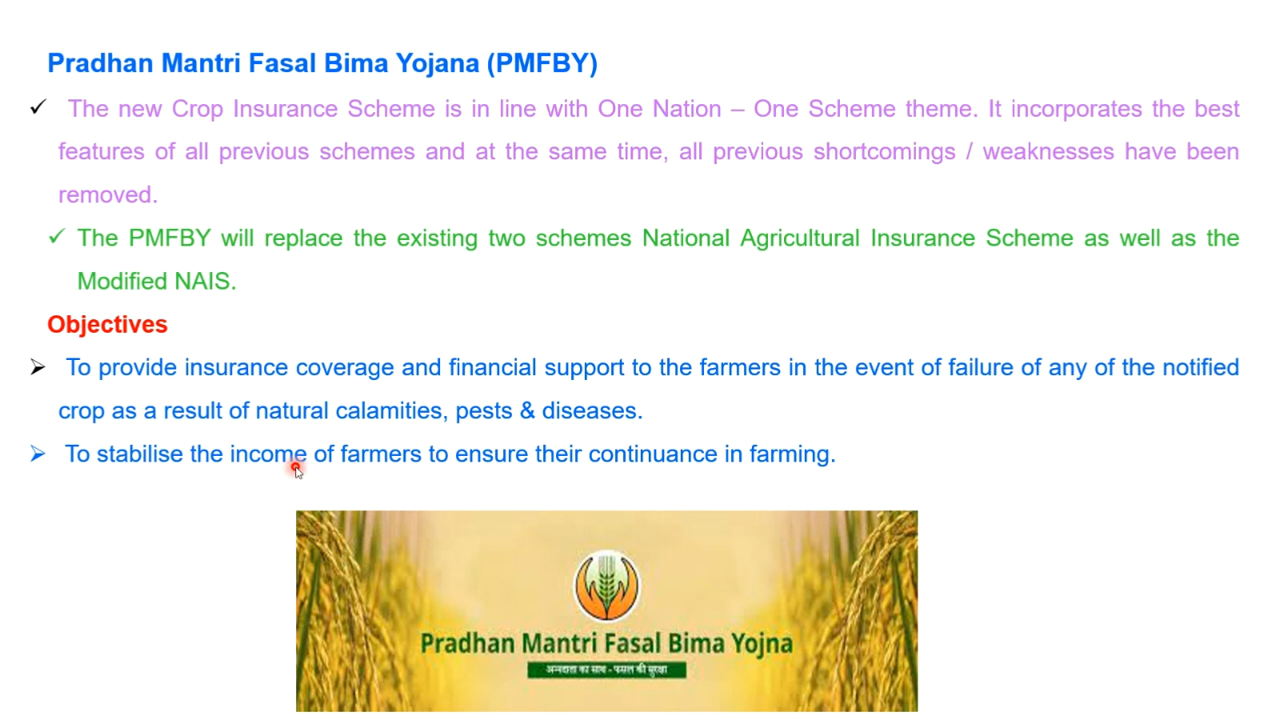 Pradhan Mantri Fasal Bima Yojana (PMFBY)
✓ The new Crop Insurance Scheme is in line with One Nation – One Scheme theme. It incorporates the best
features of all previous schemes and at the same time, all previous shortcomings / weaknesses have been
removed.
✓ The PMFBY will replace the existing two schemes National Agricultural Insurance Scheme as well as the
Modified NAIS.
Objectives
➢ To provide insurance coverage and financial support to the farmers in the event of failure of any of the notified
crop as a result of natural calamities, pests & diseases.
➢ To stabilise the income of farmers to ensure their continuance in farming.
Pradhan Mantri Fasal Bima Yojna
अन्नदाता का साथ - फसल की सुरक्षा